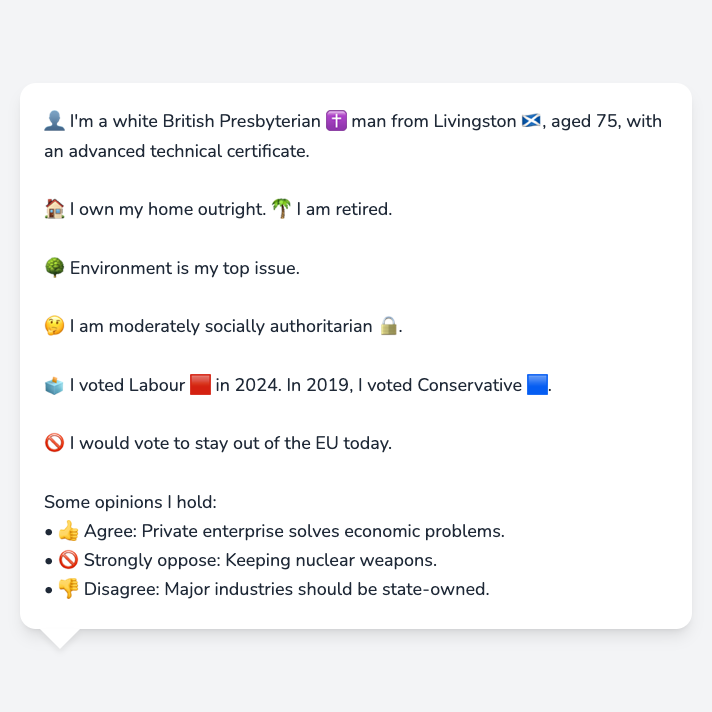 👤 I'm a white British Presbyterian ✝️ man from Livingston 🏴󠁧󠁢󠁳󠁣󠁴󠁿, aged 75, with
an advanced technical certificate.
🏠 I own my home outright. 🌴 I am retired.
🌳 Environment is my top issue.
🤔 I am moderately socially authoritarian 🔒.
🗳️ I voted Labour 🟥 in 2024. In 2019, I voted Conservative 🟦.
🚫 I would vote to stay out of the EU today.
Some opinions I hold:
• 👍 Agree: Private enterprise solves economic problems.
• 🚫 Strongly oppose: Keeping nuclear weapons.
• 👎 Disagree: Major industries should be state-owned.